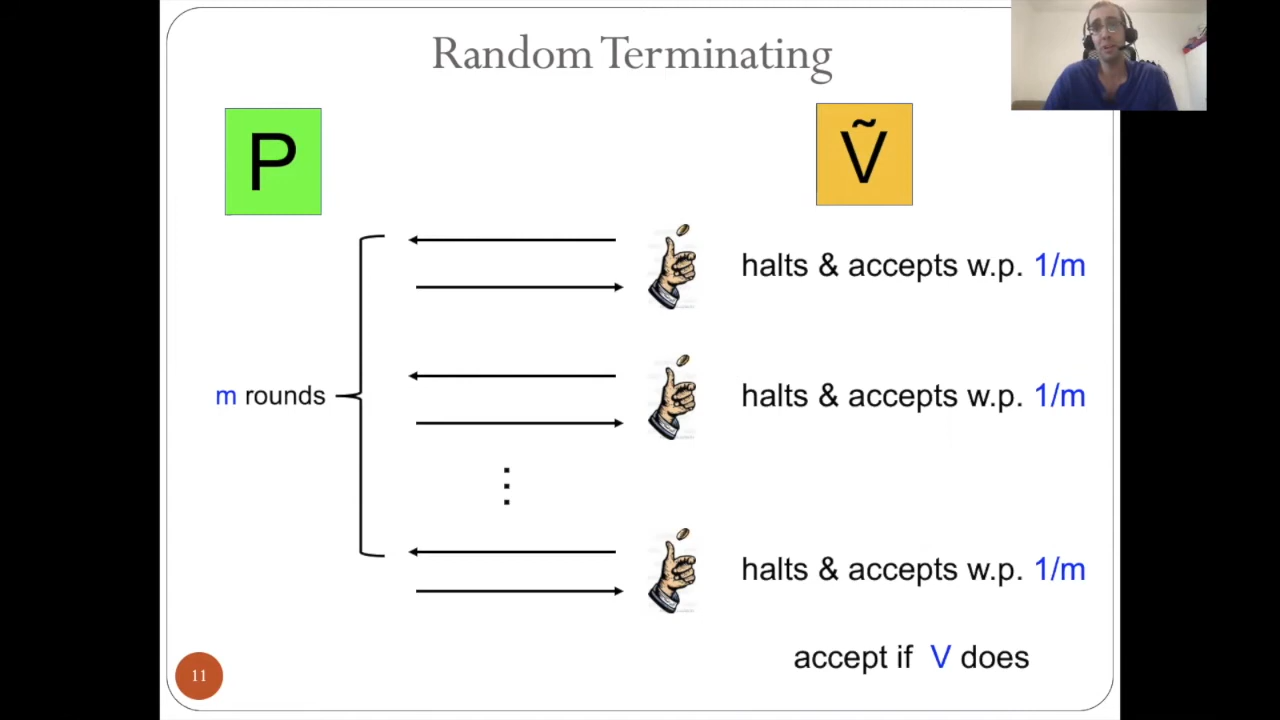 Random Terminating
P
Ṽ
halts & accepts w.p. 1/m
m rounds
halts & accepts w.p. 1/m
halts & accepts w.p. 1/m
accept if V does
11